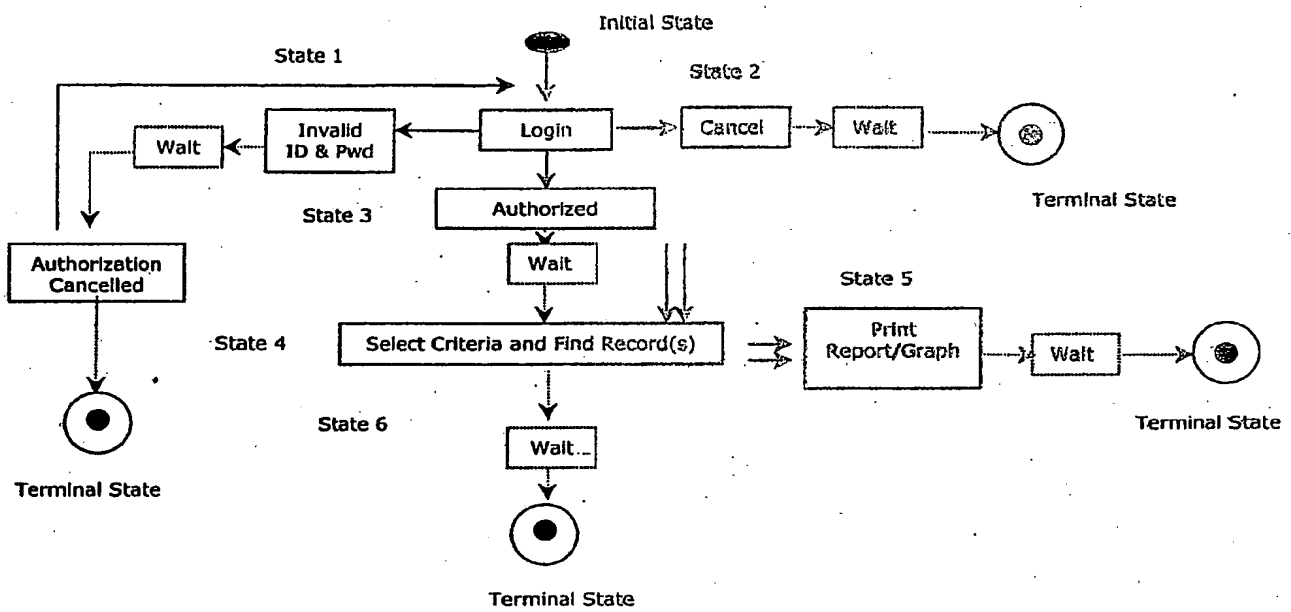 Initial State
State 1
State 2
Invalid
ID & Pwd
Login
Cancel
Wait
Wait
Terminal State
State 3
Authorized
Authorization
Cancelled
Wait
State 5
State 4
Select Criteria and Find Record(s)
Print
Report/Graph
Wait
State 6
Terminal State
Wait
Terminal State
Terminal State